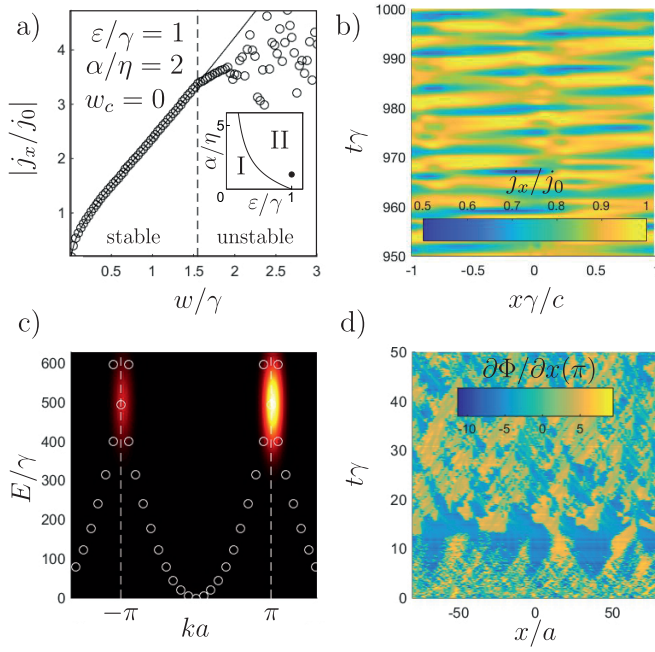 a)
ε/γ = 1
α/η = 2
w_c = 0
|j_x/j_0|
4
3
2
1
0.5
1
1.5
2
2.5
3
w/γ
stable
unstable
5
0
0
1
I
II
α/η
ε/γ
b)
1000
990
980
970
960
950
tγ
j_x/j_0
0.5
0.6
0.7
0.8
0.9
1
-1
-0.5
0
0.5
xγ/c
c)
600
500
400
300
200
100
0
E/γ
−π
π
ka
d)
50
40
30
20
10
0
tγ
∂Φ/∂x(π)
-10
-5
0
5
-50
0
50
x/a